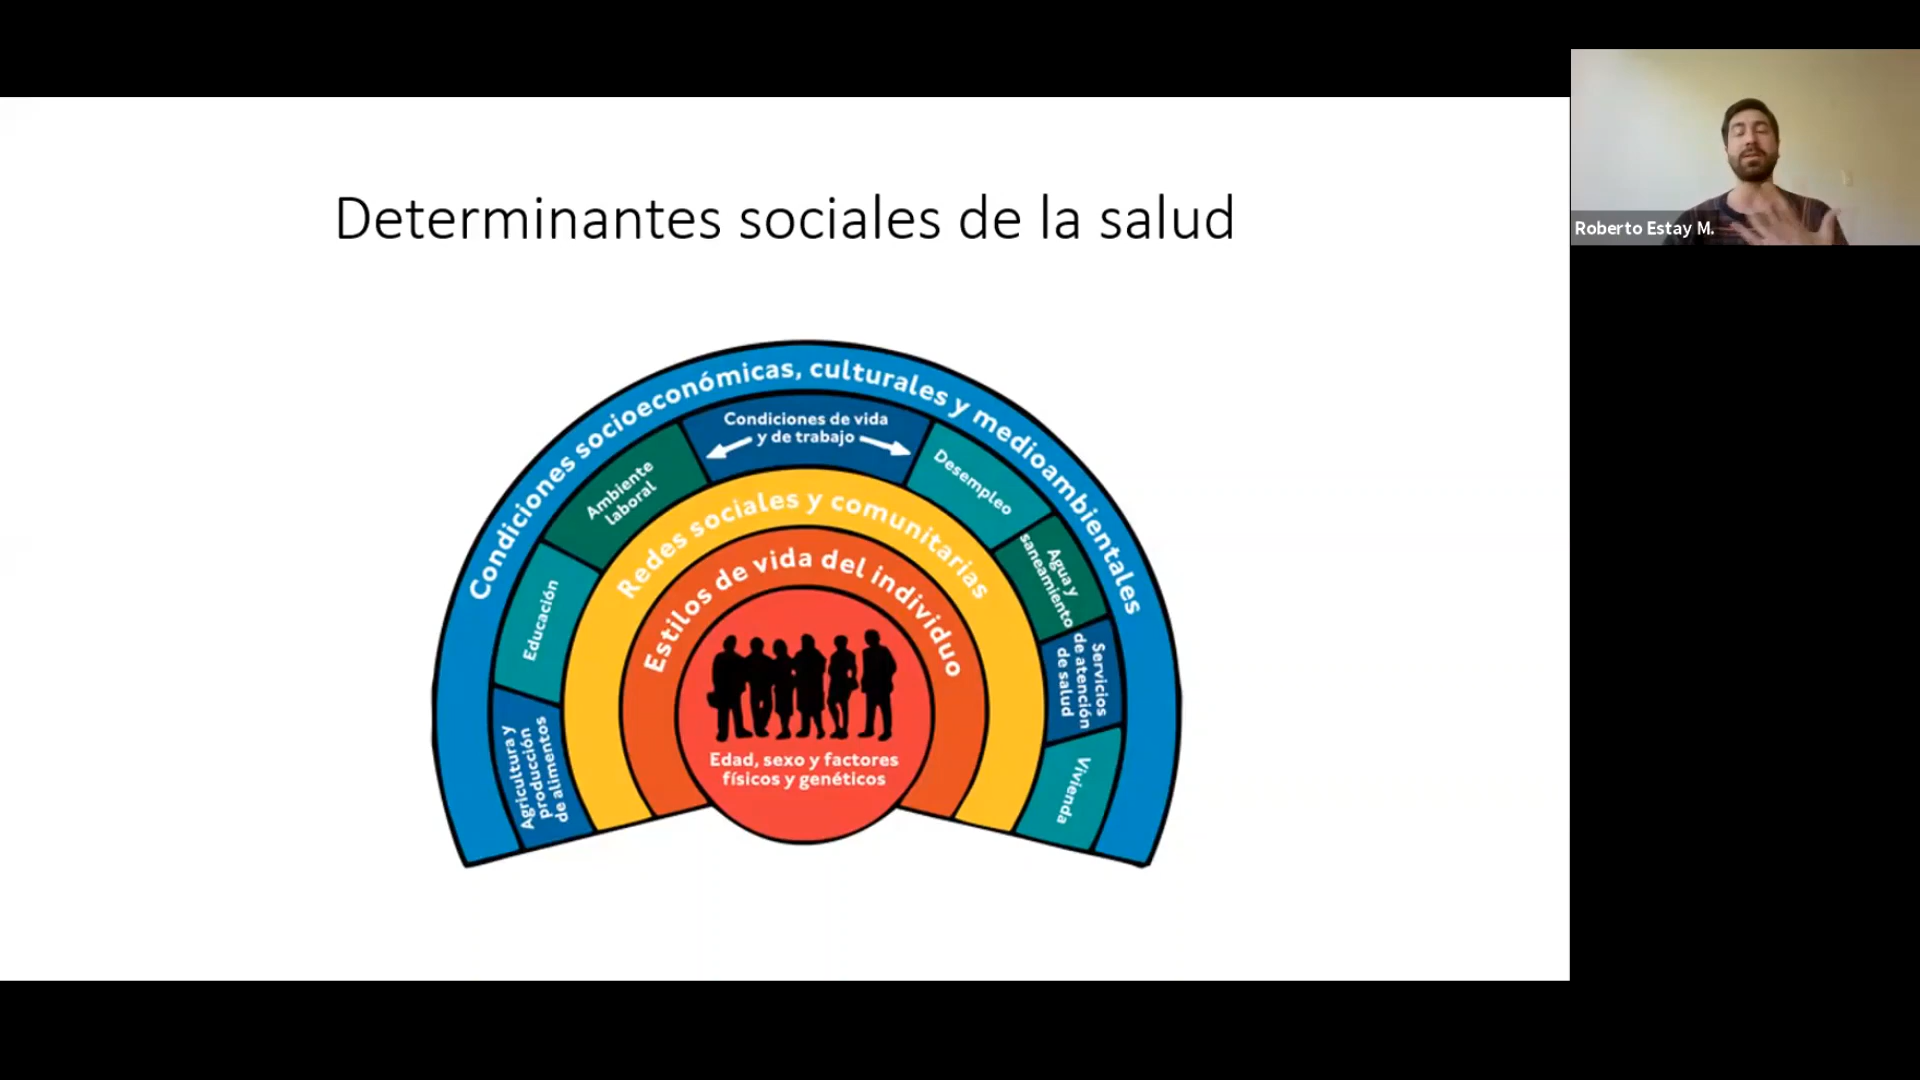 Determinantes sociales de la salud
Roberto Estay M.
Condiciones socioeconómicas, culturales y medioambientales
Condiciones de vida
y de trabajo
Agricultura y
producción
de alimentos
Educación
Ambiente
laboral
Desempleo
Agua y
saneamiento
Servicios
de atención
de salud
Vivienda
Redes sociales y comunitarias
Estilos de vida del individuo
Edad, sexo y factores
físicos y genéticos